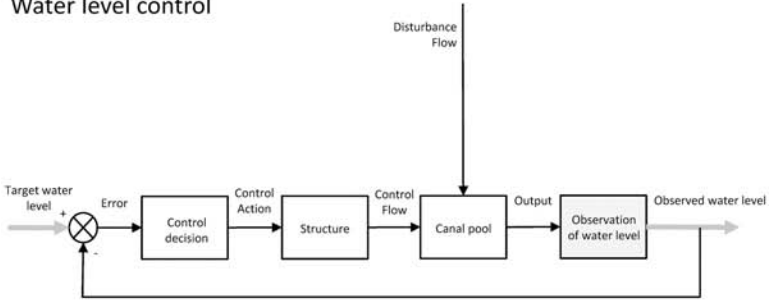 Water level control
Disturbance
Flow
Target water
level
+
-
Error
Control
decision
Control
Action
Structure
Control
Flow
Canal pool
Output
Observation
of water level
Observed water level